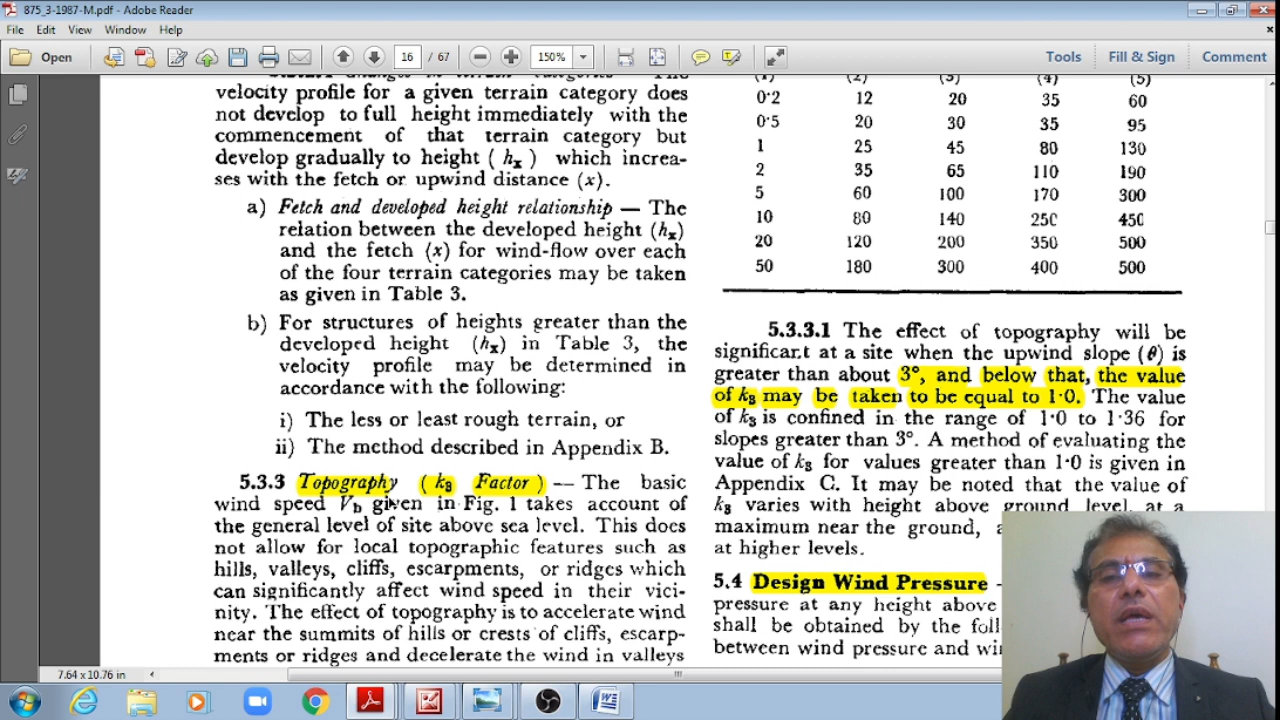 875_3-1987-M.pdf - Adobe Reader
File Edit View Window Help
Open 16 / 67 150% Tools Fill & Sign Comment
velocity profile for a given terrain category does
not develop to full height immediately with the
commencement of that terrain category but
develop gradually to height ( hx ) which increa-
ses with the fetch or upwind distance (x).
a) Fetch and developed height relationship — The
relation between the developed height (hx)
and the fetch (x) for wind-flow over each
of the four terrain categories may be taken
as given in Table 3.
b) For structures of heights greater than the
developed height (hx) in Table 3, the
velocity profile may be determined in
accordance with the following:
i) The less or least rough terrain, or
ii) The method described in Appendix B.
5.3.3 Topography ( k3 Factor ) — The basic
wind speed Vb given in Fig. 1 takes account of
the general level of site above sea level. This does
not allow for local topographic features such as
hills, valleys, cliffs, escarpments, or ridges which
can significantly affect wind speed in their vici-
nity. The effect of topography is to accelerate wind
near the summits of hills or crests of cliffs, escarp-
ments or ridges and decelerate the wind in valleys
(1) (2) (3) (4) (5)
0·2 12 20 35 60
0·5 20 30 35 95
1 25 45 80 130
2 35 65 110 190
5 60 100 170 300
10 80 140 250 450
20 120 200 350 500
50 180 300 400 500
5.3.3.1 The effect of topography will be
significant at a site when the upwind slope (θ) is
greater than about 3°, and below that, the value
of k3 may be taken to be equal to 1·0. The value
of k3 is confined in the range of 1·0 to 1·36 for
slopes greater than 3°. A method of evaluating the
value of k3 for values greater than 1·0 is given in
Appendix C. It may be noted that the value of
k3 varies with height above ground level, at a
maximum near the ground,
at higher levels.
5.4 Design Wind Pressure —
pressure at any height above
shall be obtained by the
between wind pressure and
7.64 x 10.76 in